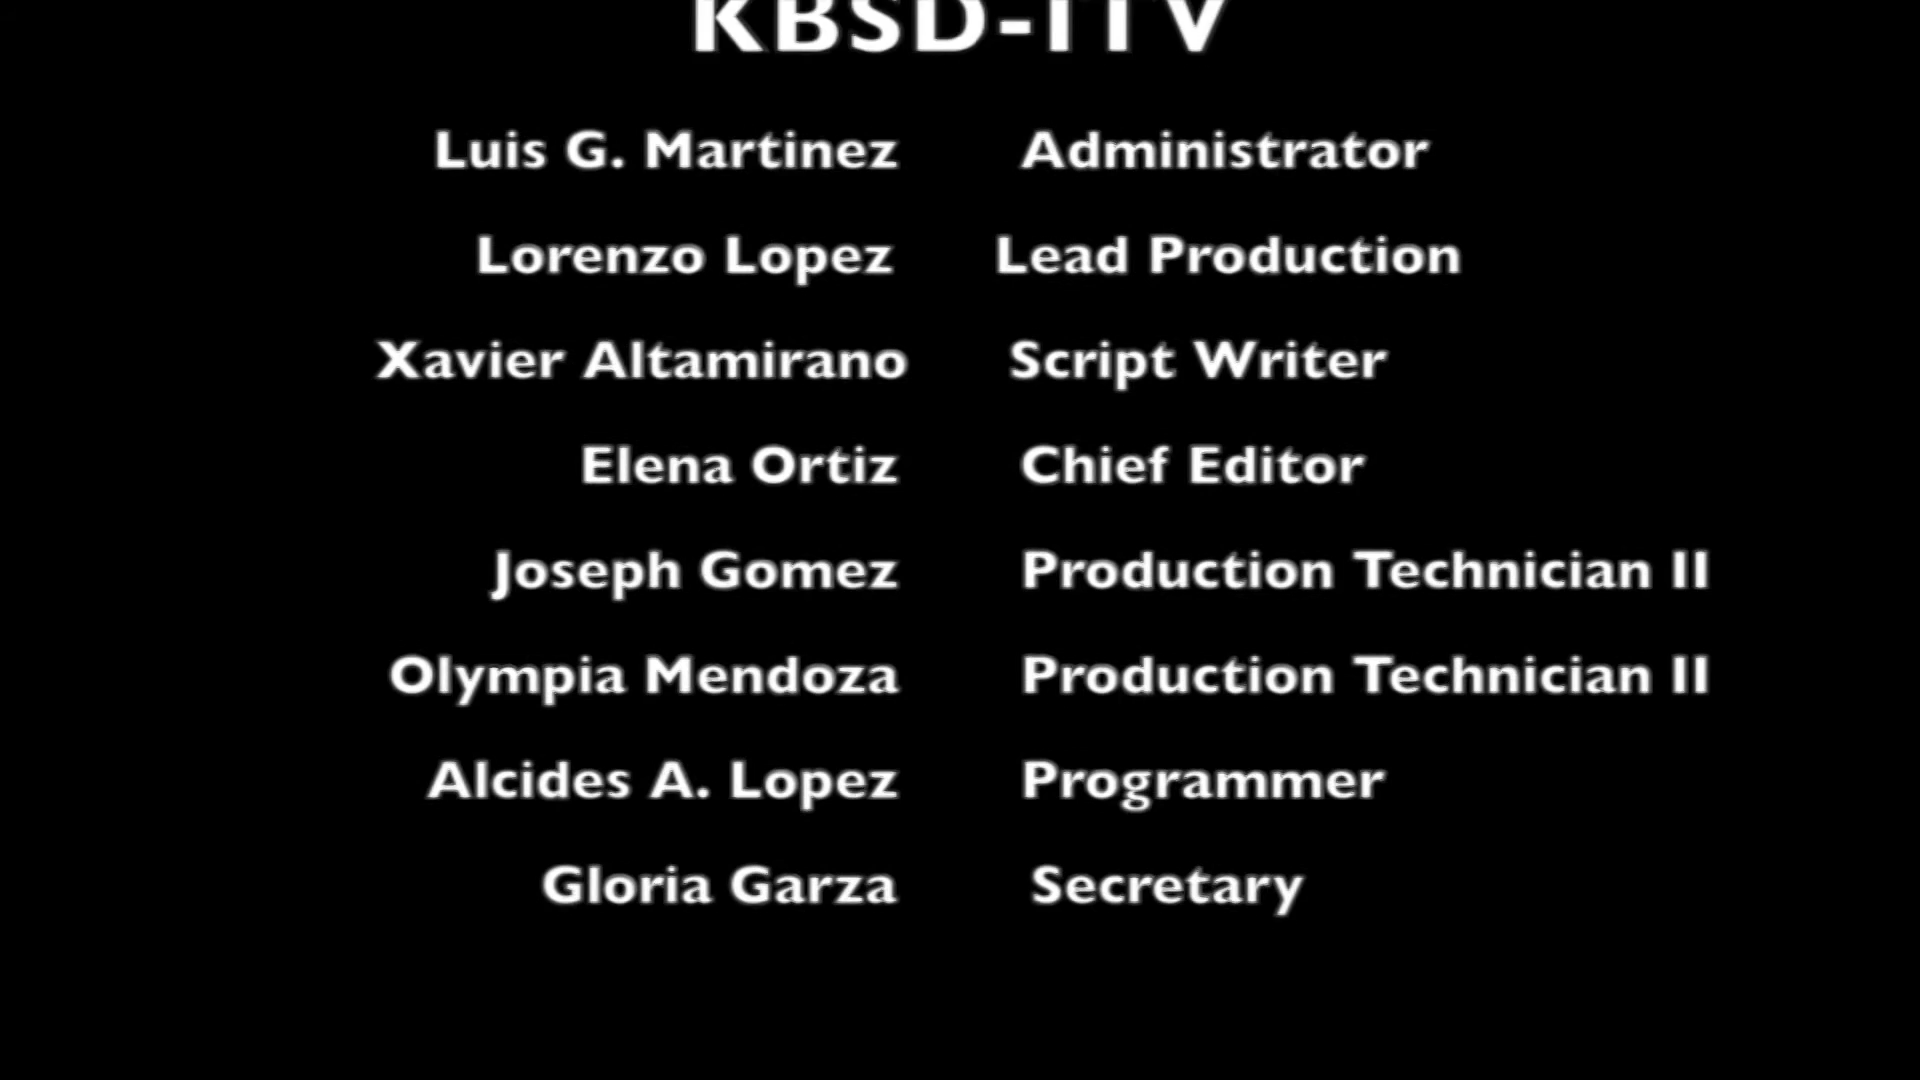 KBSD-ITV
Luis G. Martinez Administrator
Lorenzo Lopez Lead Production
Xavier Altamirano Script Writer
Elena Ortiz Chief Editor
Joseph Gomez Production Technician II
Olympia Mendoza Production Technician II
Alcides A. Lopez Programmer
Gloria Garza Secretary